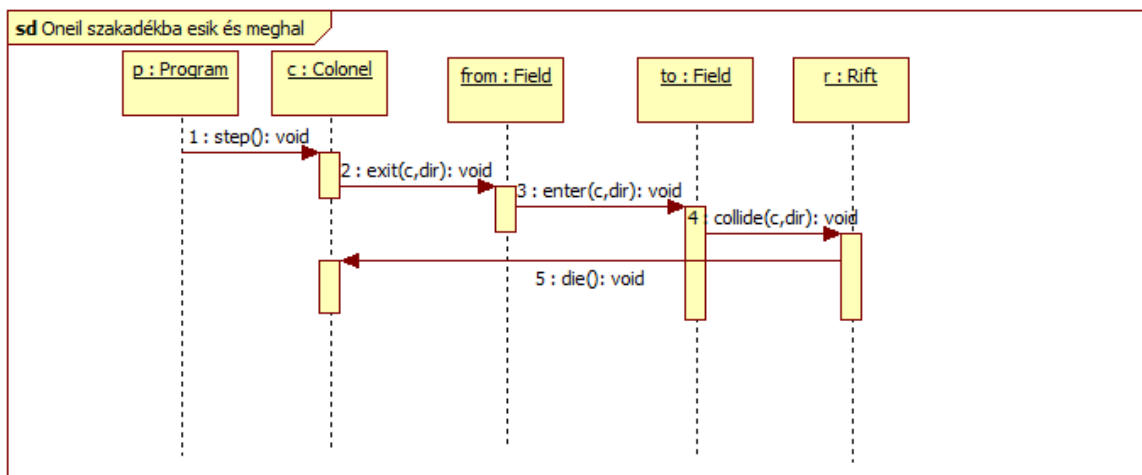 sd Oneil szakadékba esik és meghal
p : Program
c : Colonel
from : Field
to : Field
r : Rift
1 : step(): void
2 : exit(c,dir): void
3 : enter(c,dir): void
4 : collide(c,dir): void
5 : die(): void